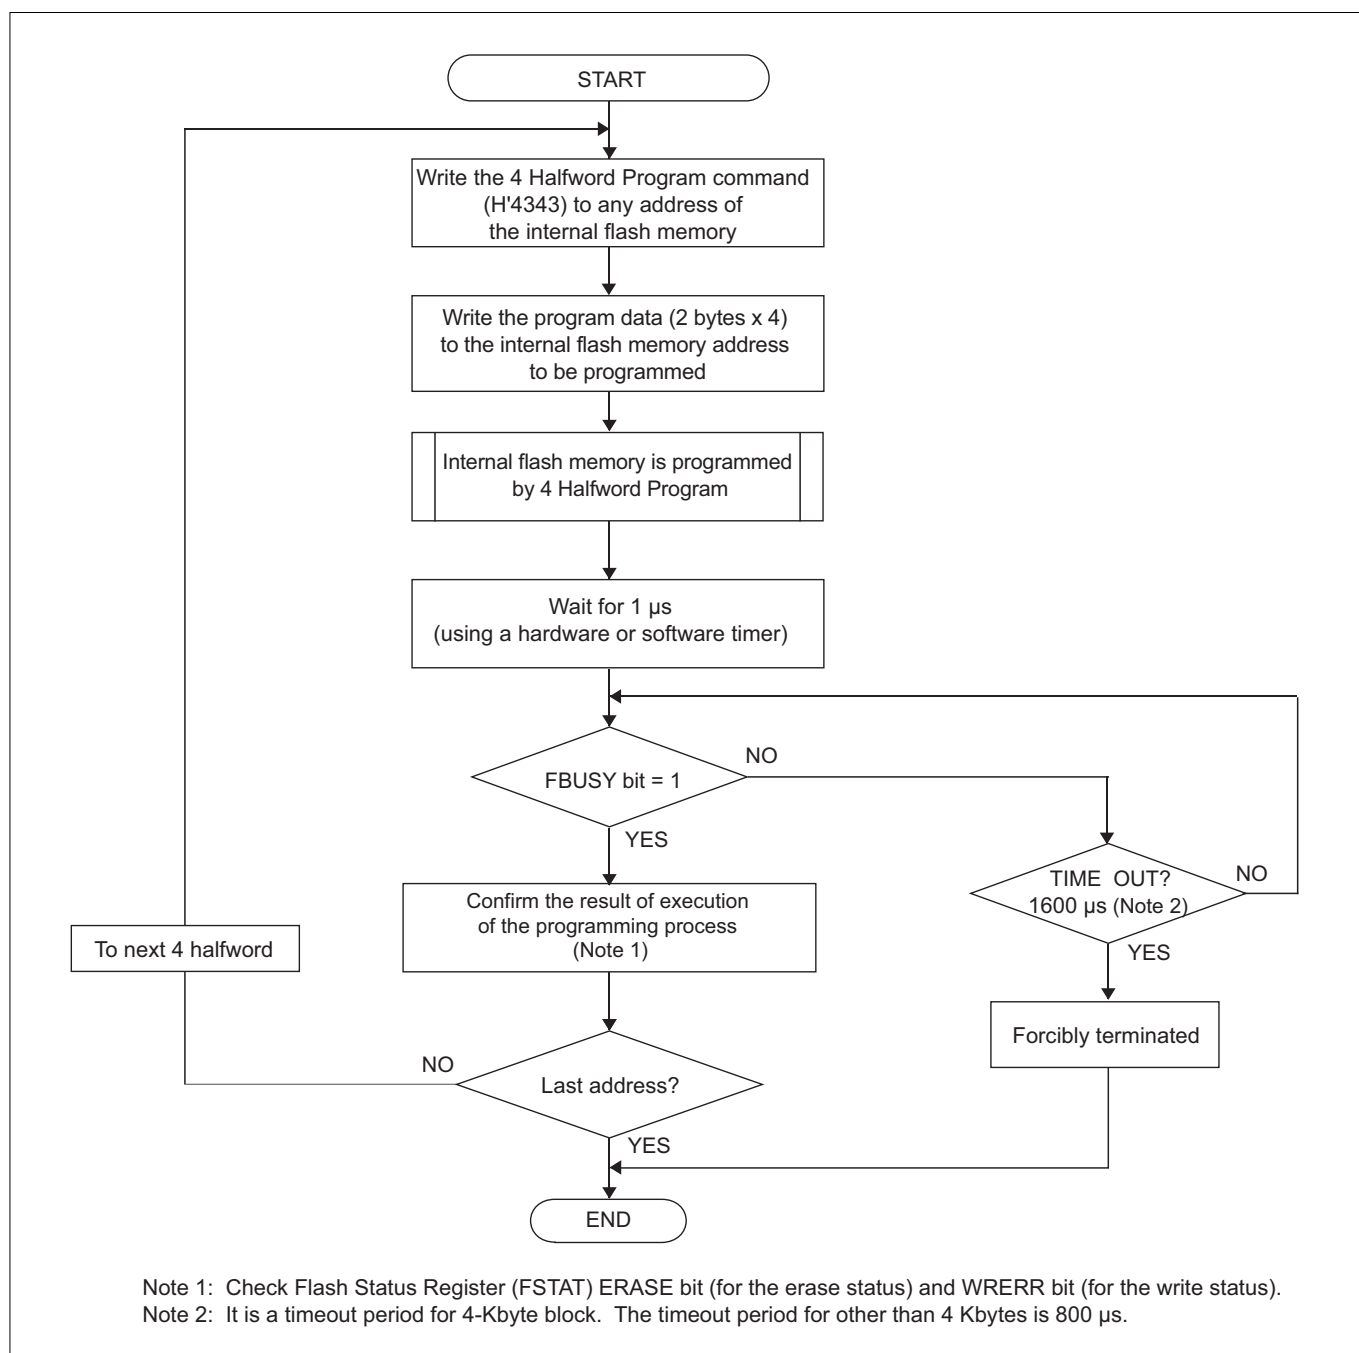 START
Write the 4 Halfword Program command
(H'4343) to any address of
the internal flash memory
Write the program data (2 bytes x 4)
to the internal flash memory address
to be programmed
Internal flash memory is programmed
by 4 Halfword Program
Wait for 1 µs
(using a hardware or software timer)
FBUSY bit = 1
NO
YES
TIME OUT?
1600 µs (Note 2)
NO
YES
Confirm the result of execution
of the programming process
(Note 1)
To next 4 halfword
Forcibly terminated
NO
Last address?
YES
END
Note 1: Check Flash Status Register (FSTAT) ERASE bit (for the erase status) and WRERR bit (for the write status).
Note 2: It is a timeout period for 4-Kbyte block. The timeout period for other than 4 Kbytes is 800 µs.